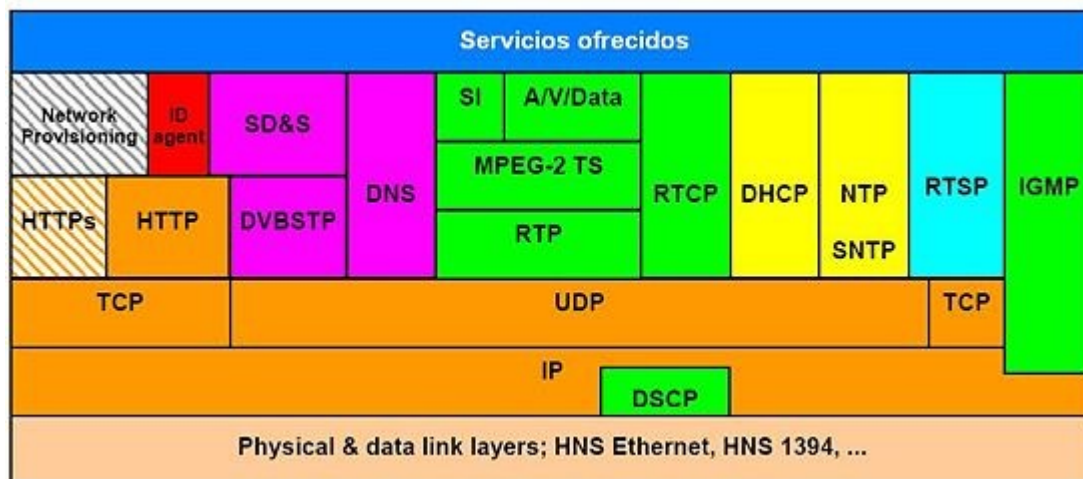 Servicios ofrecidos
Network
Provisioning
ID
agent
SD&S
DNS
SI
A/V/Data
MPEG-2 TS
RTP
RTCP
DHCP
NTP
SNTP
RTSP
IGMP
HTTPs
HTTP
DVBSTP
TCP
UDP
TCP
IP
DSCP
Physical & data link layers; HNS Ethernet, HNS 1394, ...